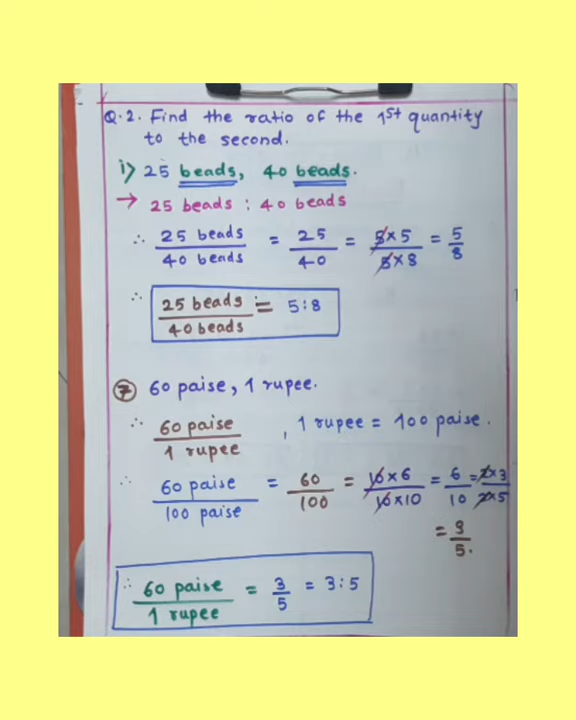 Q.2. Find the ratio of the 1st quantity
to the second.
i) 25 beads, 40 beads.
→ 25 beads : 40 beads
∴ 25 beads / 40 beads = 25 / 40 = 5×5 / 5×8 = 5/8
∴ 25 beads / 40 beads = 5:8
7 60 paise, 1 rupee.
∴ 60 paise / 1 rupee , 1 rupee = 100 paise.
∴ 60 paise / 100 paise = 60 / 100 = 10×6 / 10×10 = 6/10 = 2×3 / 2×5
= 3/5.
∴ 60 paise / 1 rupee = 3/5 = 3:5